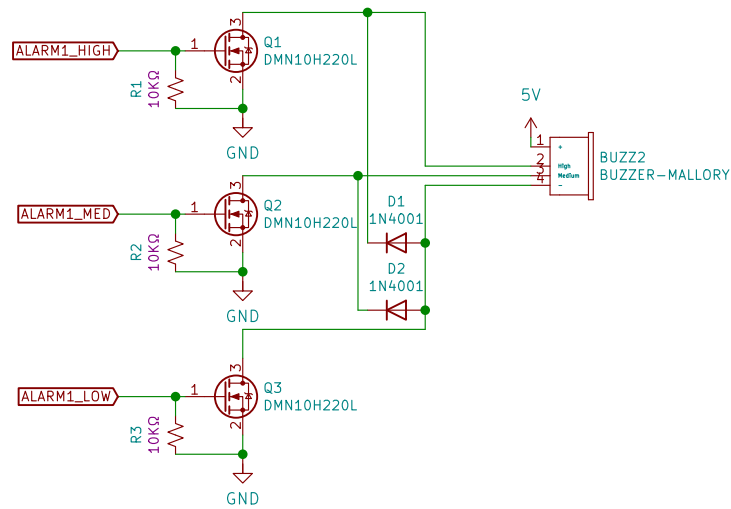 3
Q1
DMN10H220L
ALARM1_HIGH
1
2
R1
10KΩ
GND
5V
1
+
2
High
3
Medium
4
-
BUZZ2
BUZZER-MALLORY
3
Q2
DMN10H220L
ALARM1_MED
1
2
R2
10KΩ
GND
D1
1N4001
D2
1N4001
3
Q3
DMN10H220L
ALARM1_LOW
1
2
R3
10KΩ
GND